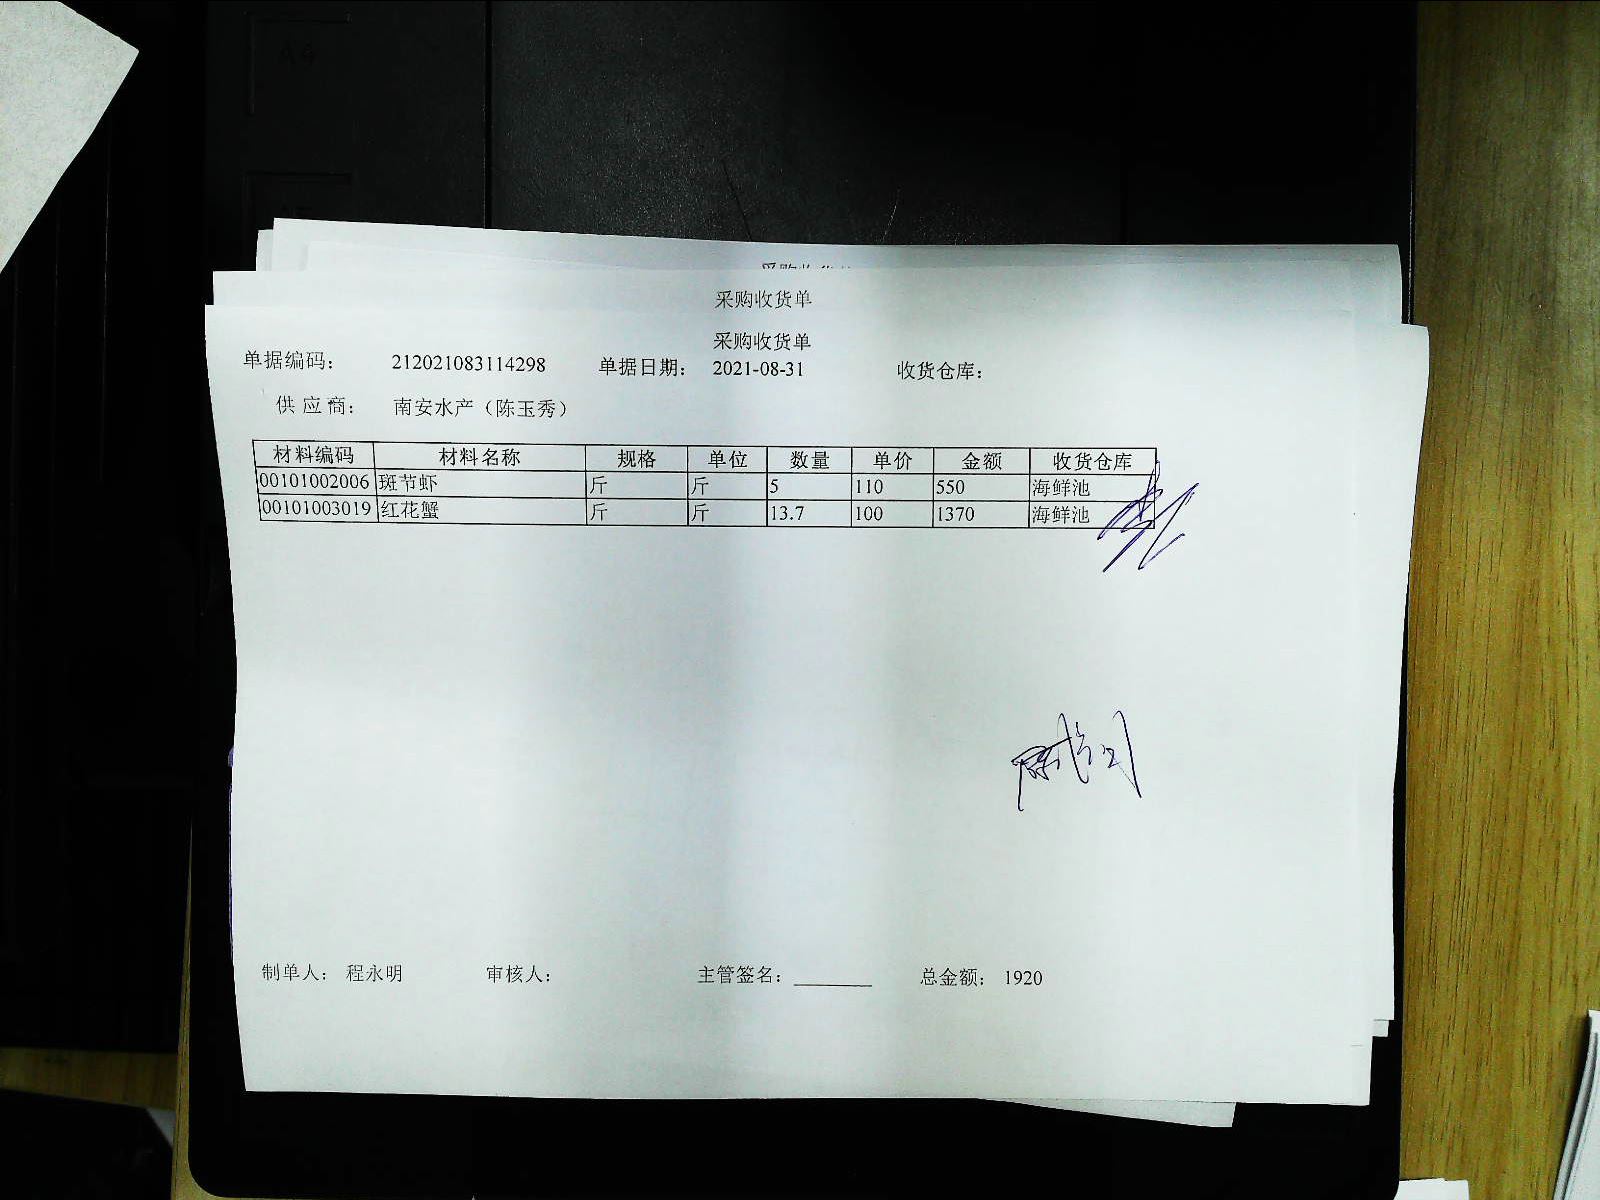 A4
采购收货单
采购收货单
单据编码： 212021083114298 单据日期： 2021-08-31 收货仓库：
供 应 商： 南安水产（陈玉秀）
材料编码 材料名称 规格 单位 数量 单价 金额 收货仓库
00101002006 斑节虾 斤 斤 5 110 550 海鲜池
00101003019 红花蟹 斤 斤 13.7 100 1370 海鲜池
制单人： 程永明 审核人： 主管签名： 总金额： 1920